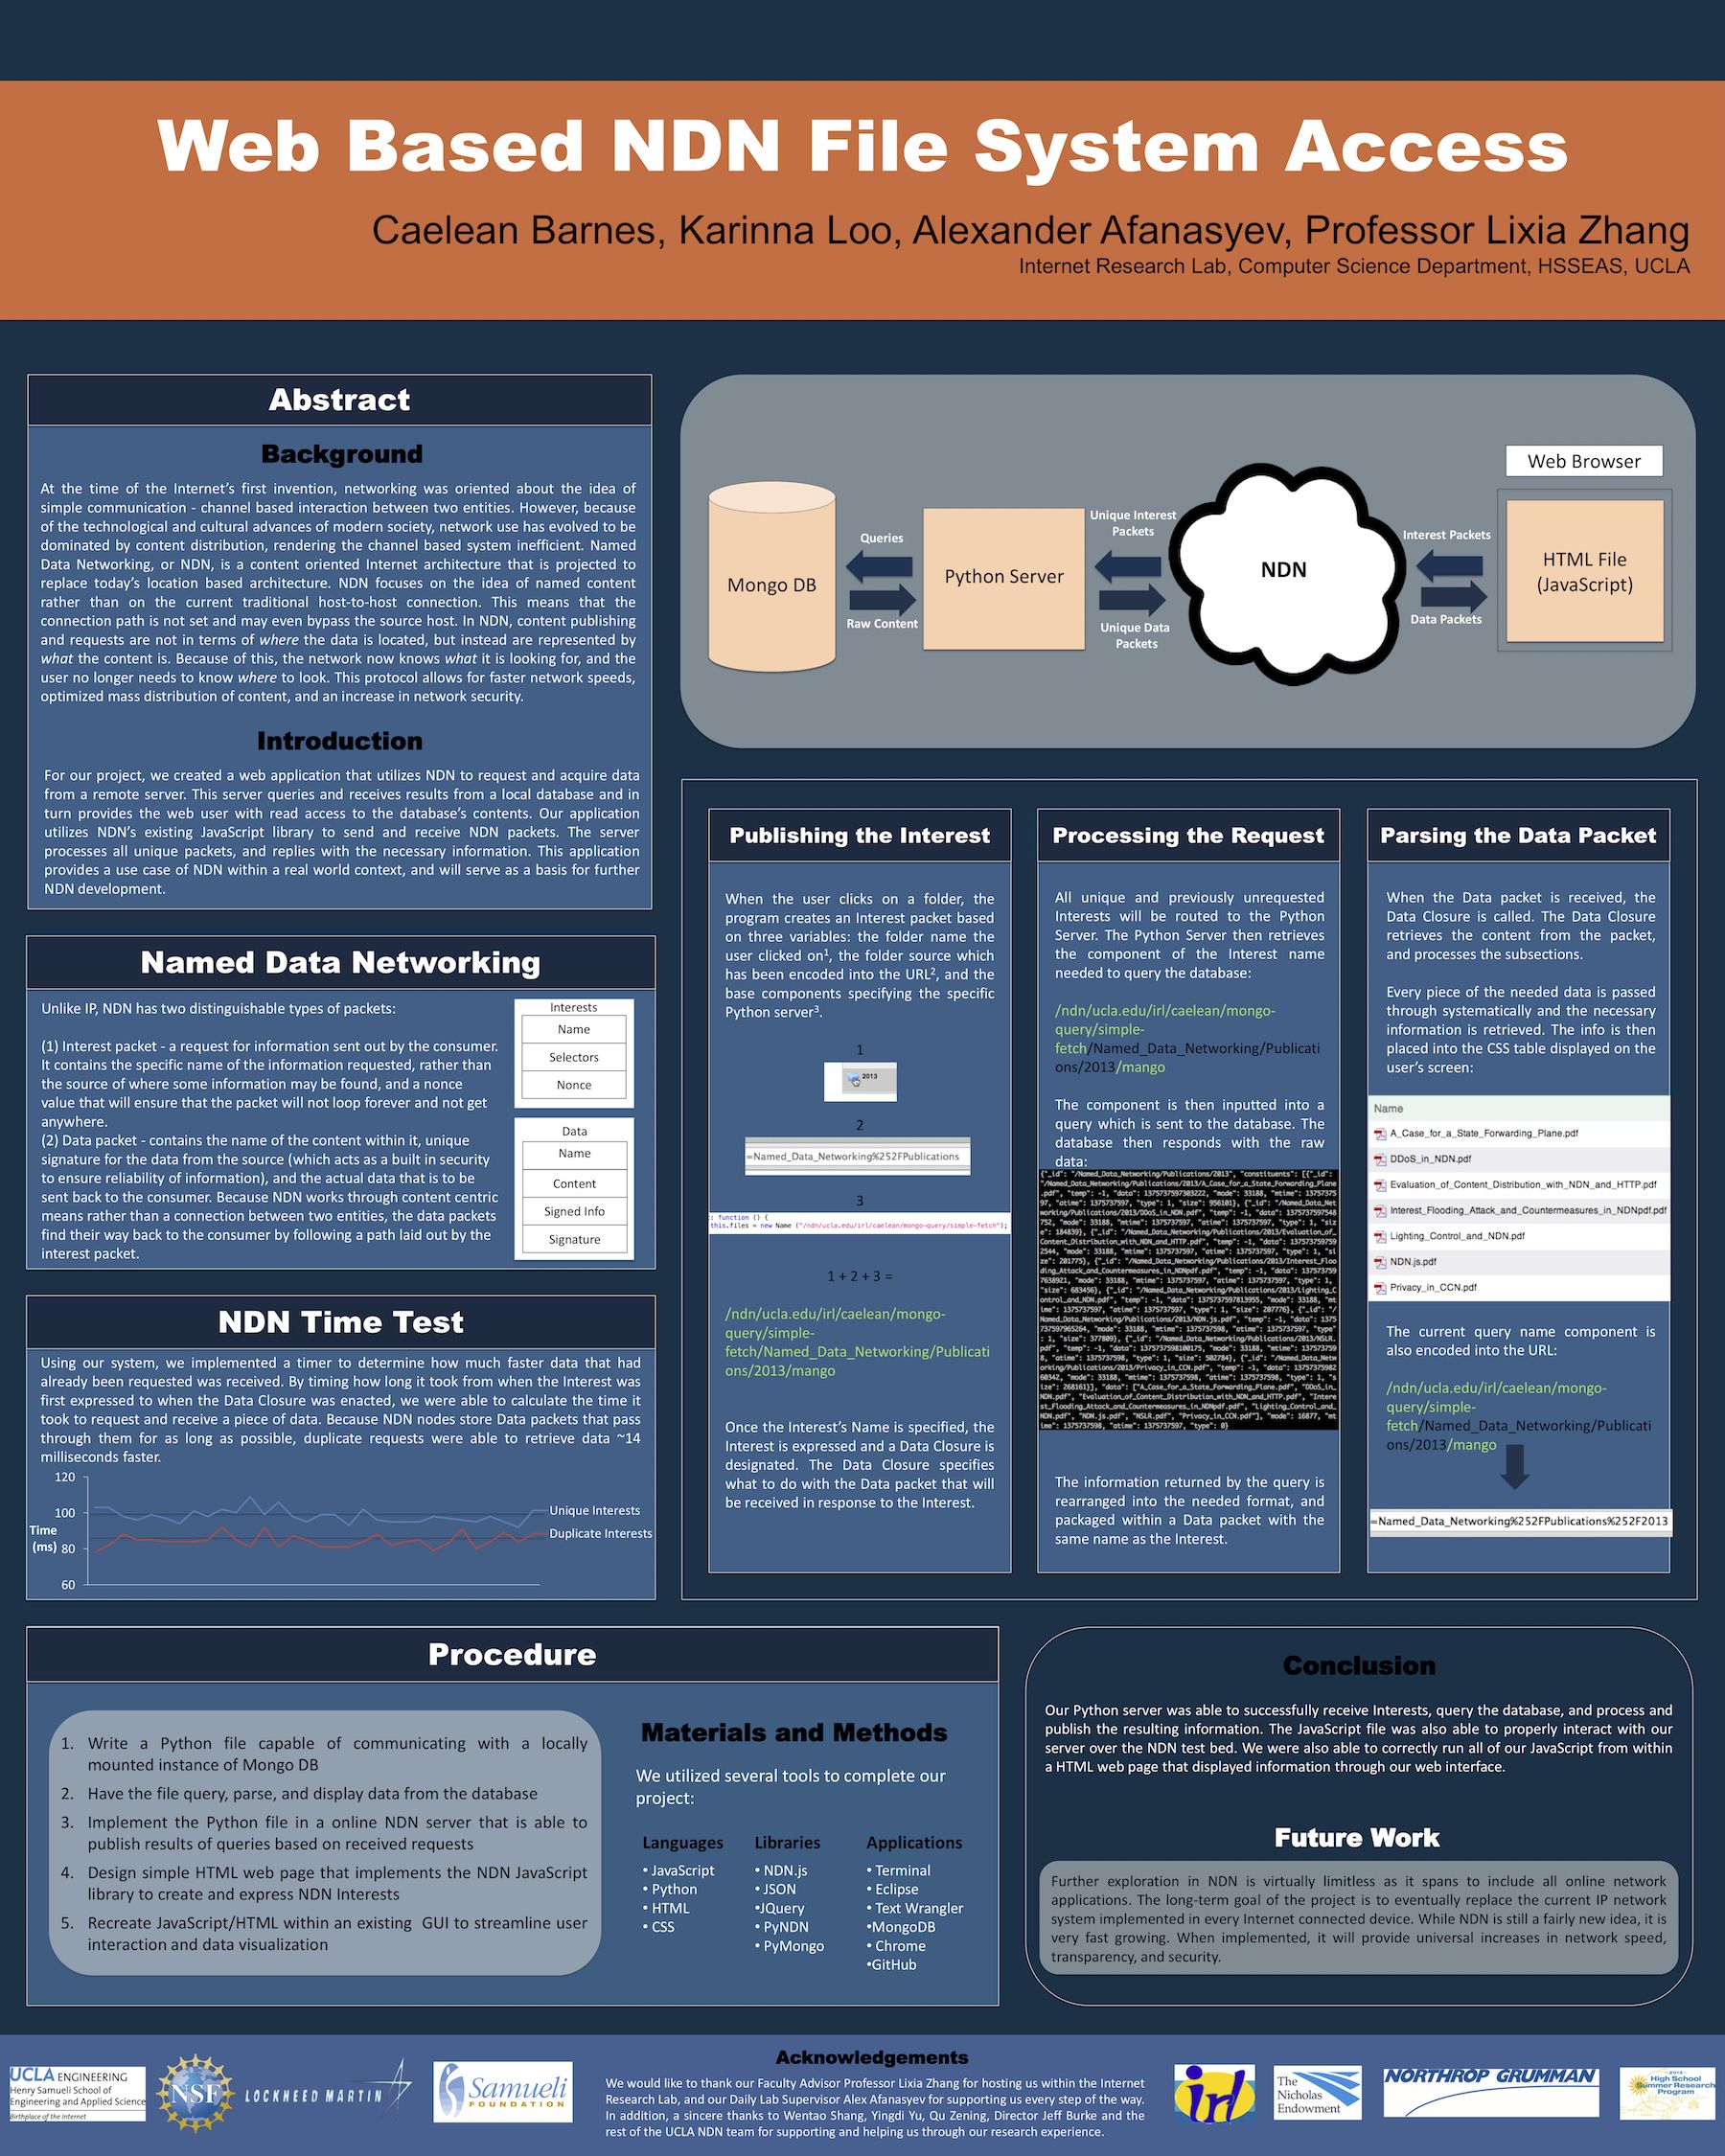 Web Based NDN File System Access
Caelean Barnes, Karinna Loo, Alexander Afanasyev, Professor Lixia Zhang
Internet Research Lab, Computer Science Department, HSSEAS, UCLA
Abstract
Background
At the time of the Internet's first invention, networking was oriented about the idea of
simple communication - channel based interaction between two entities. However, because
of the technological and cultural advances of modern society, network use has evolved to be
dominated by content distribution, rendering the channel based system inefficient. Named
Data Networking, or NDN, is a content oriented Internet architecture that is projected to
replace today's location based architecture. NDN focuses on the idea of named content
rather than on the current traditional host-to-host connection. This means that the
connection path is not set and may even bypass the source host. In NDN, content publishing
and requests are not in terms of where the data is located, but instead are represented by
what the content is. Because of this, the network now knows what it is looking for, and the
user no longer needs to know where to look. This protocol allows for faster network speeds,
optimized mass distribution of content, and an increase in network security.
Introduction
For our project, we created a web application that utilizes NDN to request and acquire data
from a remote server. This server queries and receives results from a local database and in
turn provides the web user with read access to the database's contents. Our application
utilizes NDN's existing JavaScript library to send and receive NDN packets. The server
processes all unique packets, and replies with the necessary information. This application
provides a use case of NDN within a real world context, and will serve as a basis for further
NDN development.
Mongo DB
Queries
Raw Content
Python Server
Unique Interest
Packets
Unique Data
Packets
NDN
Interest Packets
Data Packets
Web Browser
HTML File
(JavaScript)
Named Data Networking
Unlike IP, NDN has two distinguishable types of packets:
(1) Interest packet - a request for information sent out by the consumer.
It contains the specific name of the information requested, rather than
the source of where some information may be found, and a nonce
value that will ensure that the packet will not loop forever and not get
anywhere.
(2) Data packet - contains the name of the content within it, unique
signature for the data from the source (which acts as a built in security
to ensure reliability of information), and the actual data that is to be
sent back to the consumer. Because NDN works through content centric
means rather than a connection between two entities, the data packets
find their way back to the consumer by following a path laid out by the
interest packet.
Interests
Name
Selectors
Nonce
Data
Name
Content
Signed Info
Signature
NDN Time Test
Using our system, we implemented a timer to determine how much faster data that had
already been requested was received. By timing how long it took from when the Interest was
first expressed to when the Data Closure was enacted, we were able to calculate the time it
took to request and receive a piece of data. Because NDN nodes store Data packets that pass
through them for as long as possible, duplicate requests were able to retrieve data ~14
milliseconds faster.
120
100
80
60
Time
(ms)
Unique Interests
Duplicate Interests
Publishing the Interest
When the user clicks on a folder, the
program creates an Interest packet based
on three variables: the folder name the
user clicked on1, the folder source which
has been encoded into the URL2, and the
base components specifying the specific
Python server3.
1
2013
2
=Named_Data_Networking%252FPublications
3
: function () {
this.files = new Name ("/ndn/ucla.edu/irl/caelean/mongo-query/simple-fetch");
1 + 2 + 3 =
/ndn/ucla.edu/irl/caelean/mongo-
query/simple-
fetch/Named_Data_Networking/Publicati
ons/2013/mango
Once the Interest's Name is specified, the
Interest is expressed and a Data Closure is
designated. The Data Closure specifies
what to do with the Data packet that will
be received in response to the Interest.
Processing the Request
All unique and previously unrequested
Interests will be routed to the Python
Server. The Python Server then retrieves
the component of the Interest name
needed to query the database:
/ndn/ucla.edu/irl/caelean/mongo-
query/simple-
fetch/Named_Data_Networking/Publicati
ons/2013/mango
The component is then inputted into a
query which is sent to the database. The
database then responds with the raw
data:
The information returned by the query is
rearranged into the needed format, and
packaged within a Data packet with the
same name as the Interest.
Parsing the Data Packet
When the Data packet is received, the
Data Closure is called. The Data Closure
retrieves the content from the packet,
and processes the subsections.
Every piece of the needed data is passed
through systematically and the necessary
information is retrieved. The info is then
placed into the CSS table displayed on the
user's screen:
Name
A_Case_for_a_State_Forwarding_Plane.pdf
DDoS_in_NDN.pdf
Evaluation_of_Content_Distribution_with_NDN_and_HTTP.pdf
Interest_Flooding_Attack_and_Countermeasures_in_NDNpdf.pdf
Lighting_Control_and_NDN.pdf
NDN.js.pdf
Privacy_in_CCN.pdf
The current query name component is
also encoded into the URL:
/ndn/ucla.edu/irl/caelean/mongo-
query/simple-
fetch/Named_Data_Networking/Publicati
ons/2013/mango
=Named_Data_Networking%252FPublications%252F2013
Procedure
1. Write a Python file capable of communicating with a locally
mounted instance of Mongo DB
2. Have the file query, parse, and display data from the database
3. Implement the Python file in a online NDN server that is able to
publish results of queries based on received requests
4. Design simple HTML web page that implements the NDN JavaScript
library to create and express NDN Interests
5. Recreate JavaScript/HTML within an existing GUI to streamline user
interaction and data visualization
Materials and Methods
We utilized several tools to complete our
project:
Languages
• JavaScript
• Python
• HTML
• CSS
Libraries
• NDN.js
• JSON
•JQuery
• PyNDN
• PyMongo
Applications
• Terminal
• Eclipse
• Text Wrangler
•MongoDB
• Chrome
•GitHub
Conclusion
Our Python server was able to successfully receive Interests, query the database, and process and
publish the resulting information. The JavaScript file was also able to properly interact with our
server over the NDN test bed. We were also able to correctly run all of our JavaScript from within
a HTML web page that displayed information through our web interface.
Future Work
Further exploration in NDN is virtually limitless as it spans to include all online network
applications. The long-term goal of the project is to eventually replace the current IP network
system implemented in every Internet connected device. While NDN is still a fairly new idea, it is
very fast growing. When implemented, it will provide universal increases in network speed,
transparency, and security.
UCLA ENGINEERING
Henry Samueli School of
Engineering and Applied Science
Birthplace of the Internet
NSF
LOCKHEED MARTIN
Samueli
FOUNDATION
Acknowledgements
We would like to thank our Faculty Advisor Professor Lixia Zhang for hosting us within the Internet
Research Lab, and our Daily Lab Supervisor Alex Afanasyev for supporting us every step of the way.
In addition, a sincere thanks to Wentao Shang, Yingdi Yu, Qu Zening, Director Jeff Burke and the
rest of the UCLA NDN team for supporting and helping us through our research experience.
irl
The
Nicholas
Endowment
NORTHROP GRUMMAN
High School
Summer Research
Program